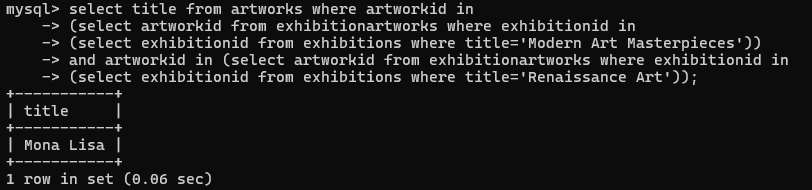 mysql> select title from artworks where artworkid in
    -> (select artworkid from exhibitionartworks where exhibitionid in
    -> (select exhibitionid from exhibitions where title='Modern Art Masterpieces'))
    -> and artworkid in (select artworkid from exhibitionartworks where exhibitionid in
    -> (select exhibitionid from exhibitions where title='Renaissance Art'));
+-----------+
| title     |
+-----------+
| Mona Lisa |
+-----------+
1 row in set (0.06 sec)